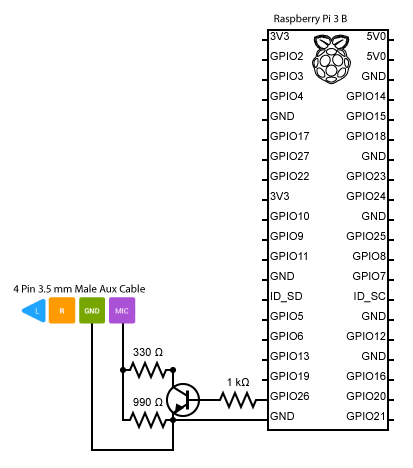 Raspberry Pi 3 B
3V3 5V0
GPIO2 5V0
GPIO3 GND
GPIO4 GPIO14
GND GPIO15
GPIO17 GPIO18
GPIO27 GND
GPIO22 GPIO23
3V3 GPIO24
GPIO10 GND
GPIO9 GPIO25
GPIO11 GPIO8
GND GPIO7
ID_SD ID_SC
GPIO5 GND
GPIO6 GPIO12
GPIO13 GND
GPIO19 GPIO16
GPIO26 GPIO20
GND GPIO21
4 Pin 3.5 mm Male Aux Cable
L R GND MIC
330 Ω
1 kΩ
990 Ω